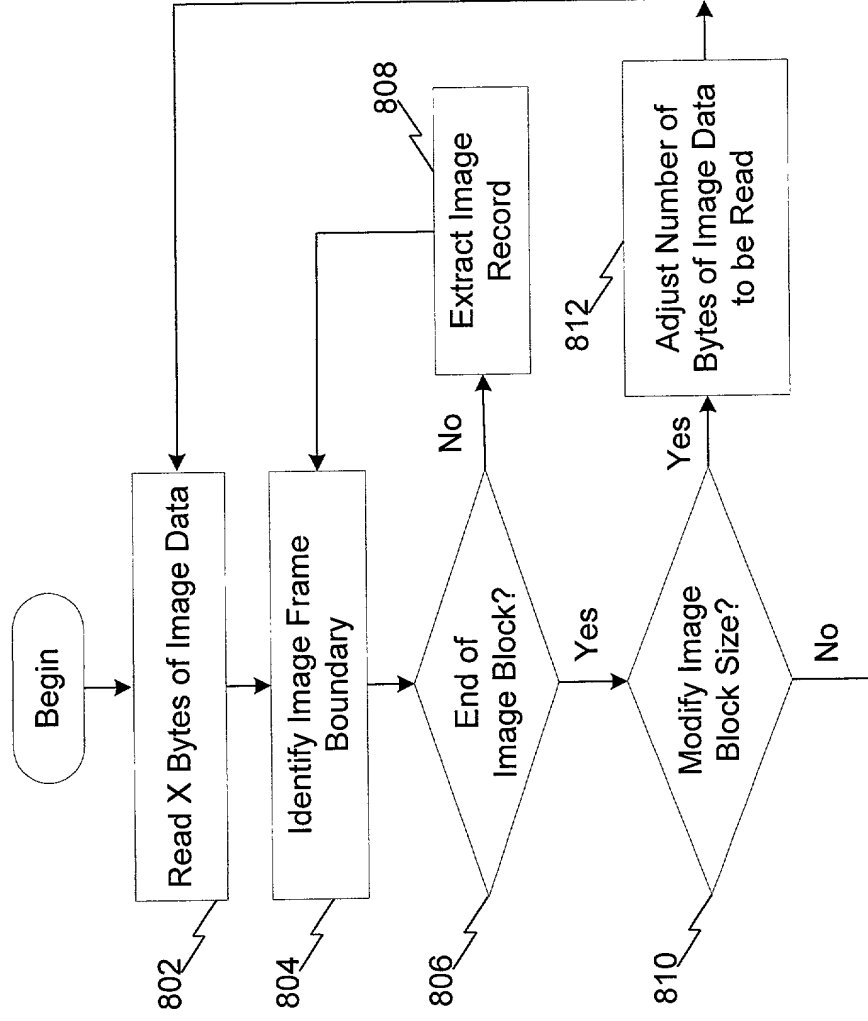 Begin
Read X Bytes of Image Data
802
Identify Image Frame
Boundary
804
End of
Image Block?
806
No
Extract Image
Record
808
Yes
Modify Image
Block Size?
810
Yes
Adjust Number of
Bytes of Image Data
to be Read
812
No